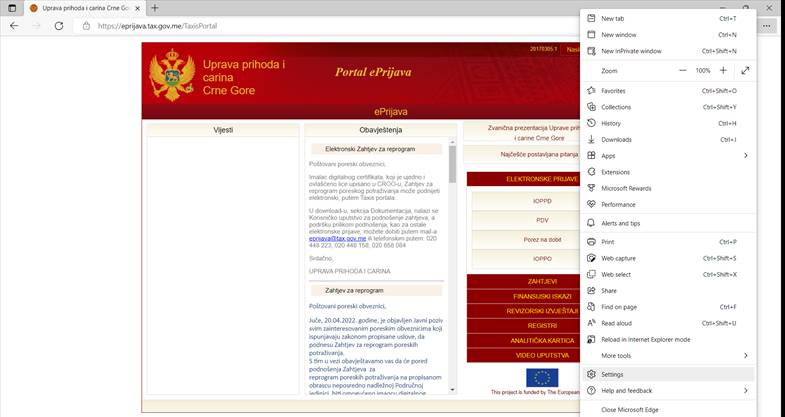 Uprava prihoda i carina Crne Gor
https://eprijava.tax.gov.me/TaxisPortal
20170305 1
Uprava prihoda i
carina
Crne Gore
Portal ePrijava
ePrijava
Vijesti
Obavještenja
Elektronski Zahtjev za reprogram
Poštovani poreski obveznici,
Imalac digitalnog certifikata, koji je ujedno i
ovlašćeno lice upisano u CROO-u, Zahtjev za
reprogram poreskog potraživanja može podnijeti
elektronski, putem Taxis portala.
U download-u, sekcija Dokumentacija, nalazi se
Korisničko uputstvo za podnošenje zahtjeva, a
podršku prilikom podnošenja, kao za ostale
elektronske prijave, možete dobiti putem mail-a
eprijava@tax.gov.me ili telefonskim putem: 020
448 223; 020 448 158; 020 658 084
Srdačno,
UPRAVA PRIHODA I CARINA
Zahtjev za reprogram
Poštovani poreski obveznici,
Juče, 20.04.2022. godine, je objavljen Javni poziv
svim zainteresovanim poreskim obveznicima koji
ispunjavaju zakonom propisane uslove, da
podnesu Zahtjev za reprogram poreskih
potraživanja.
S tim u vezi obavještavamo vas da će pored
podnošenja Zahtjeva za
reprogram poreskih potraživanja na propisanom
obrascu neposredno nadležnoj Područnoj
jedinici, biti omogućeno imaocu digitalnog
Zvanična prezentacija Uprave prih
i carine Crne Gore
Najčešće postavljana pitanja
ELEKTRONSKE PRIJAVE
IOPPD
PDV
Porez na dobit
IOPPO
ZAHTJEVI
FINANSIJSKI ISKAZI
REVIZORSKI IZVJEŠTAJI
REGISTRI
ANALITIČKA KARTICA
VIDEO UPUTSTVA
This project is funded by The European
New tab Ctrl+T
New window Ctrl+N
New InPrivate window Ctrl+Shift+N
Zoom 100%
Favorites Ctrl+Shift+O
Collections Ctrl+Shift+Y
History Ctrl+H
Downloads Ctrl+J
Apps
Extensions
Microsoft Rewards
Performance
Alerts and tips
Print Ctrl+P
Web capture Ctrl+Shift+S
Web select Ctrl+Shift+X
Share
Find on page Ctrl+F
Read aloud Ctrl+Shift+U
Reload in Internet Explorer mode
More tools
Settings
Help and feedback
Close Microsoft Edge